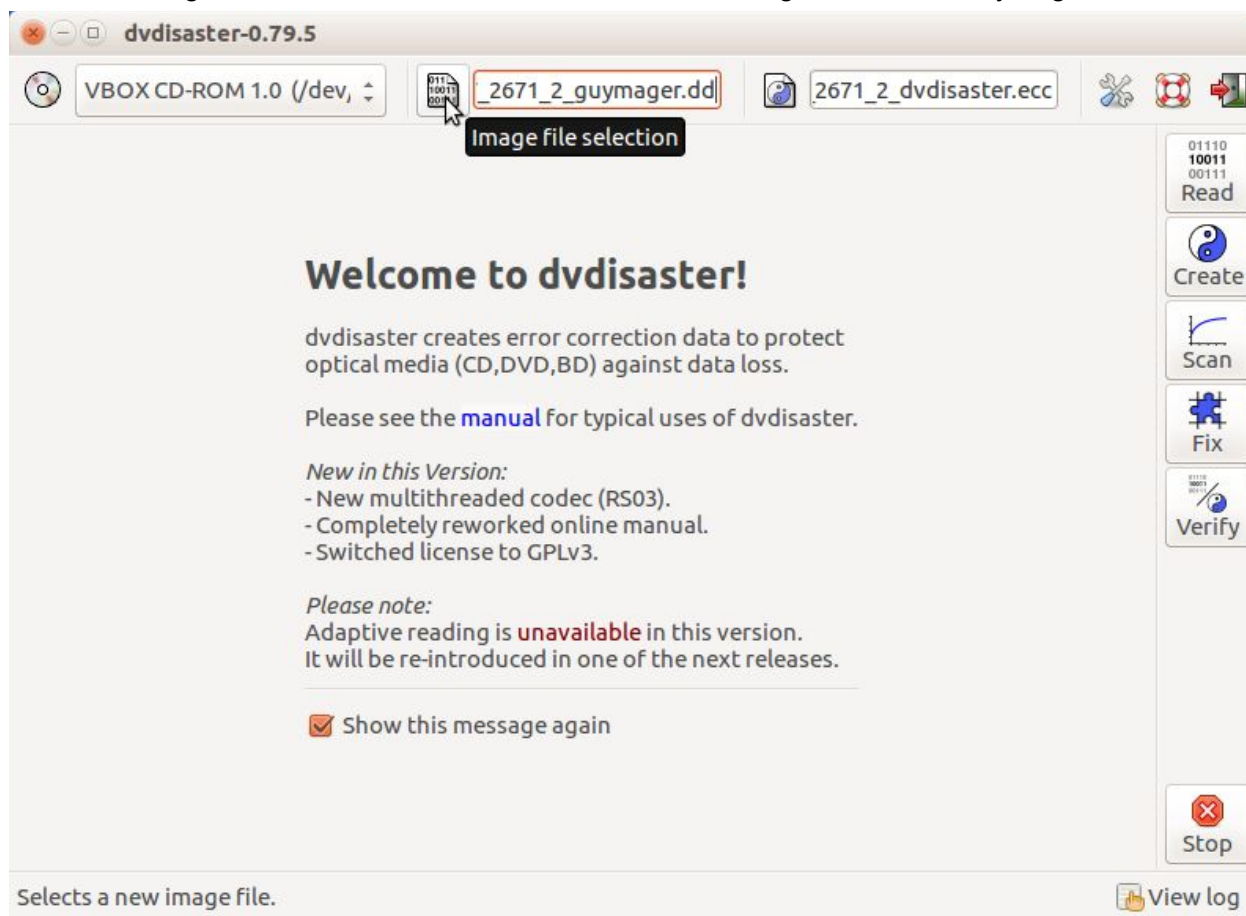 dvdisaster-0.79.5
VBOX CD-ROM 1.0 (/dev,
_2671_2_guymager.dd
2671_2_dvdisaster.ecc
Image file selection
01110
10011
00111
Read
Create
Scan
Fix
Verify
Welcome to dvdisaster!
dvdisaster creates error correction data to protect
optical media (CD,DVD,BD) against data loss.
Please see the manual for typical uses of dvdisaster.
New in this Version:
- New multithreaded codec (RS03).
- Completely reworked online manual.
- Switched license to GPLv3.
Please note:
Adaptive reading is unavailable in this version.
It will be re-introduced in one of the next releases.
Show this message again
Stop
Selects a new image file.
View log